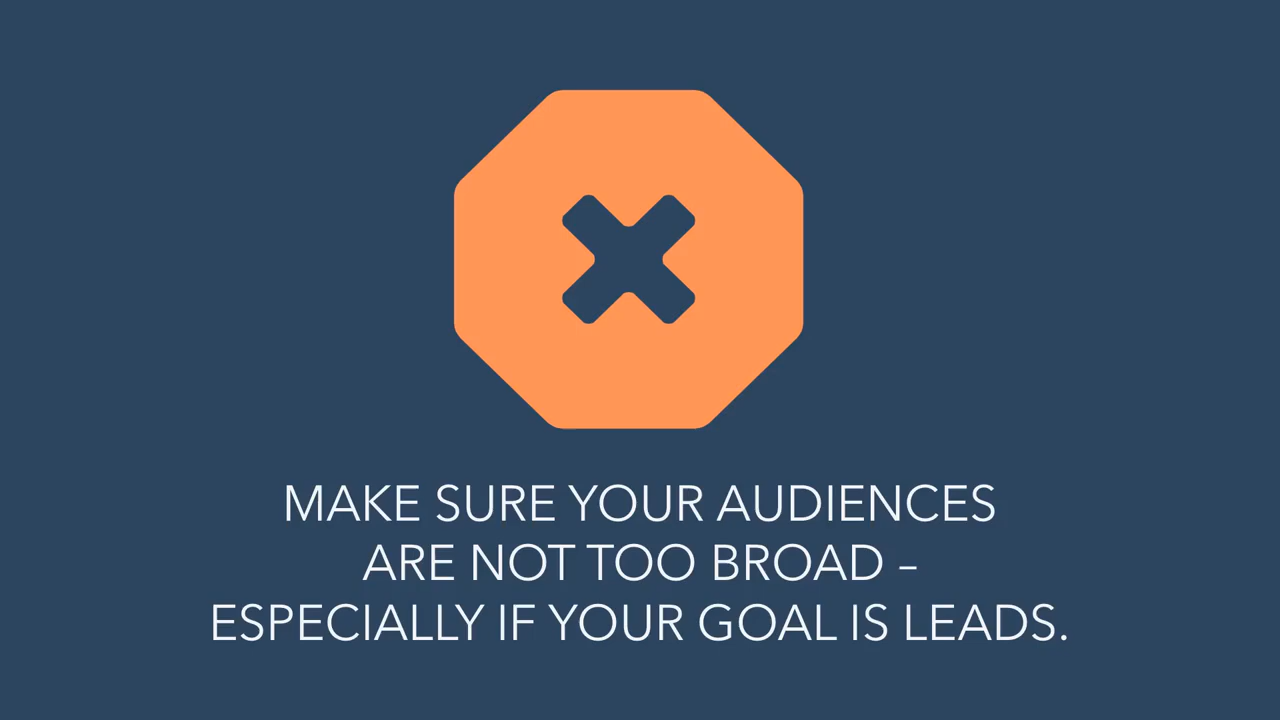 MAKE SURE YOUR AUDIENCES
ARE NOT TOO BROAD –
ESPECIALLY IF YOUR GOAL IS LEADS.